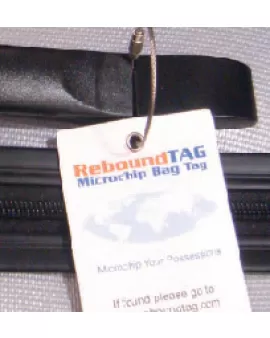 ReboundTAG
Microchip Bag Tag
Microchip Your Possessions
If found please go to